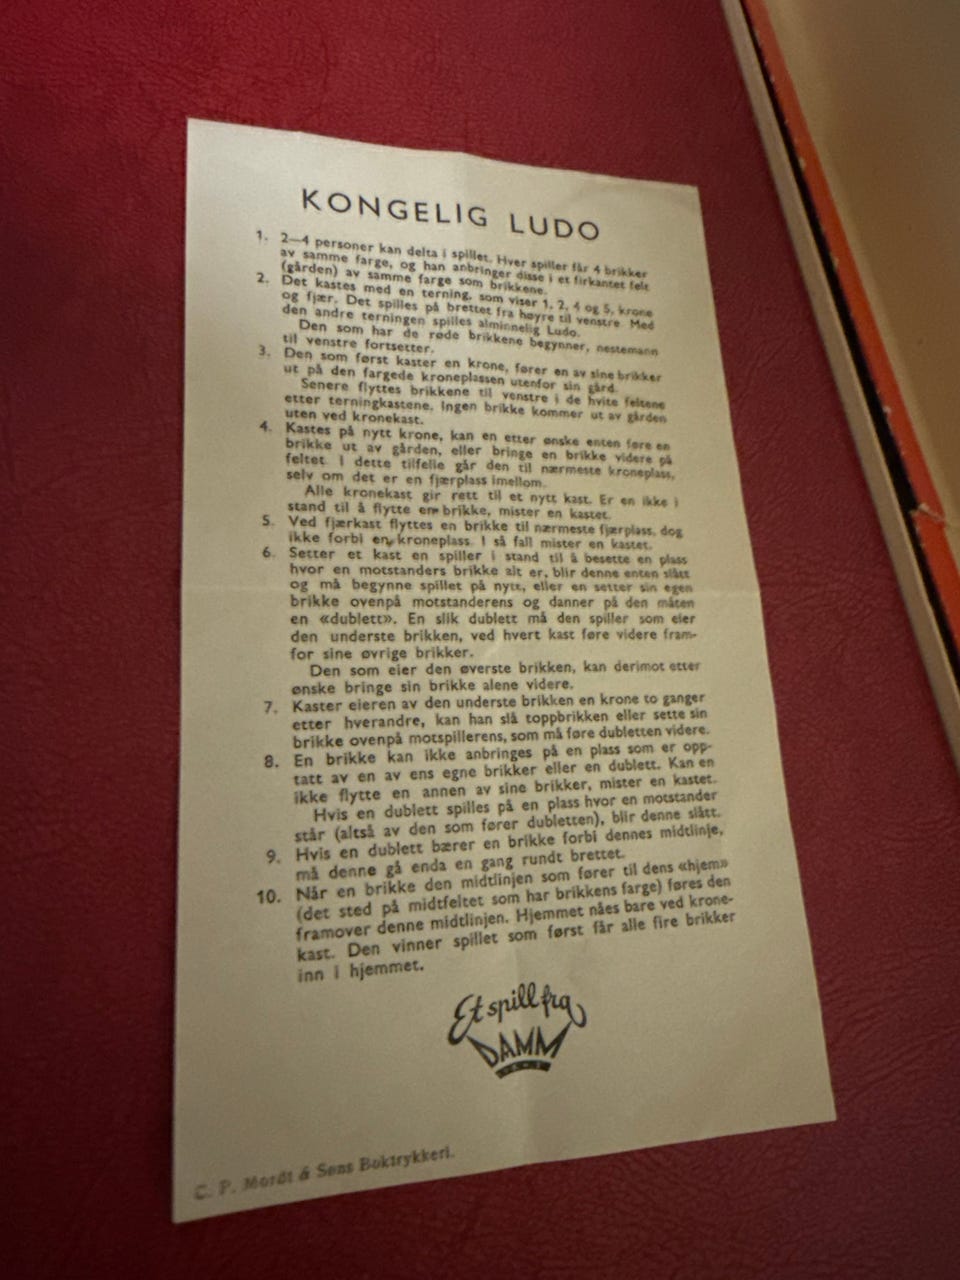 KONGELIG LUDO
1. 2—4 personer kan delta i spillet. Hver spiller får 4 brikker
av samme farge, og han anbringer disse i et firkantet felt
(gården) av samme farge som brikkene.
2. Det kastes med en terning, som viser 1, 2, 4 og 5, krone
og fjær. Det spilles på brettet fra høyre til venstre. Med
den andre terningen spilles alminnelig Ludo.
Den som har de røde brikkene begynner, nestemann
til venstre fortsetter.
3. Den som først kaster en krone, fører en av sine brikker
ut på den fargede kroneplassen utenfor sin gård.
Senere flyttes brikkene til venstre i de hvite feltene
etter terningkastene. Ingen brikke kommer ut av gården
uten ved kronekast.
4. Kastes på nytt krone, kan en etter ønske enten føre en
brikke ut av gården, eller bringe en brikke videre på
feltet. I dette tilfelle går den til nærmeste kroneplass,
selv om det er en fjærplass imellom.
Alle kronekast gir rett til et nytt kast. Er en ikke i
stand til å flytte en brikke, mister en kastet.
5. Ved fjærkast flyttes en brikke til nærmeste fjærplass, dog
ikke forbi en kroneplass. I så fall mister en kastet.
6. Setter et kast en spiller i stand til å besette en plass
hvor en motstanders brikke alt er, blir denne enten slått
og må begynne spillet på nytt, eller en setter sin egen
brikke ovenpå motstanderens og danner på den måten
en «dublett». En slik dublett må den spiller som eier
den underste brikken, ved hvert kast føre videre fram-
for sine øvrige brikker.
Den som eier den øverste brikken, kan derimot etter
ønske bringe sin brikke alene videre.
7. Kaster eieren av den underste brikken en krone to ganger
etter hverandre, kan han slå toppbrikken eller sette sin
brikke ovenpå motspillerens, som må føre dubletten videre.
8. En brikke kan ikke anbringes på en plass som er opp-
tatt av en av ens egne brikker eller en dublett. Kan en
ikke flytte en annen av sine brikker, mister en kastet.
Hvis en dublett spilles på en plass hvor en motstander
står (altså av den som fører dubletten), blir denne slått.
9. Hvis en dublett bærer en brikke forbi dennes midtlinje,
må denne gå enda en gang rundt brettet.
10. Når en brikke den midtlinjen som fører til dens «hjem»
(det sted på midtfeltet som har brikkens farge) føres den
framover denne midtlinjen. Hjemmet nåes bare ved krone-
kast. Den vinner spillet som først får alle fire brikker
inn i hjemmet.
Et spill fra
DAMM
C. P. Mordt & Søns Boktrykkeri.